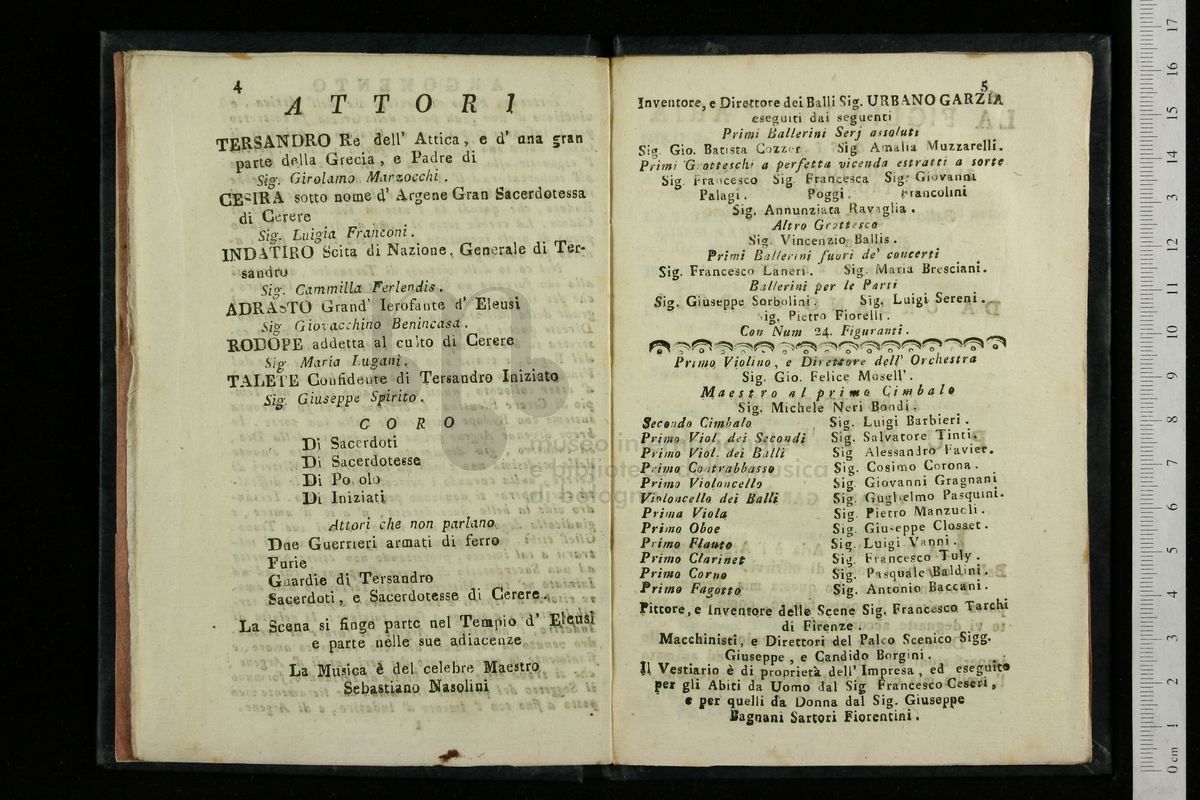 4
ATTORI
TERSANDRO Re dell' Attica, e d' una gran
parte della Grecia, e Padre di
Sig. Girolamo Marzocchi.
CESIRA sotto nome d' Argene Gran Sacerdotessa
di Cerere
Sig. Luigia Franconi.
INDATIRO Scita di Nazione, Generale di Ter-
sandro
Sig. Cammilla Ferlendis.
ADRASTO Grand' Ierofante d' Eleusi
Sig. Giovacchino Benincasa.
RODOPE addetta al culto di Cerere
Sig. Maria Lugani.
TALETE Confidente di Tersandro Iniziato
Sig. Giuseppe Spirito.
CORO
Di Sacerdoti
Di Sacerdotesse
Di Popolo
Di Iniziati
Attori che non parlano
Due Guerrieri armati di ferro
Furie
Guardie di Tersandro
Sacerdoti, e Sacerdotesse di Cerere.
La Scena si finge parte nel Tempio d' Eleusi
e parte nelle sue adiacenze
La Musica è del celebre Maestro
Sebastiano Nasolini
5
Inventore, e Direttore dei Balli Sig. URBANO GARZIA
eseguiti dai seguenti
Primi Ballerini Serj assoluti
Sig. Gio. Batista Cozzer. Sig. Amalia Muzzarelli.
Primi Grotteschi a perfetta vicenda estratti a sorte
Sig. Francesco Sig. Francesca Sig. Giovanni
Palagi. Poggi. Francolini
Sig. Annunziata Ravaglia.
Altro Grottesco
Sig. Vincenzio Ballis.
Primi Ballerini fuori de' concerti
Sig. Francesco Laneri. Sig. Maria Bresciani.
Ballerini per le Parti
Sig. Giuseppe Sorbolini. Sig. Luigi Sereni.
Sig. Pietro Fiorelli.
Con Num 24. Figuranti.
Primo Violino, e Direttore dell' Orchestra
Sig. Gio. Felice Mosell'.
Maestro al primo Cimbalo
Sig. Michele Neri Bondi.
Secondo Cimbalo Sig. Luigi Barbieri.
Primo Viol. dei Secondi Sig. Salvatore Tinti.
Primo Viol. dei Balli Sig Alessandro Favier.
Primo Contrabbasso Sig. Cosimo Corona.
Primo Violoncello Sig. Giovanni Gragnani
Violoncello dei Balli Sig. Guglielmo Pasquini.
Prima Viola Sig. Pietro Manzuoli.
Primo Oboe Sig. Giuseppe Closset.
Primo Flauto Sig. Luigi Vanni.
Primo Clarinet Sig. Francesco Tuly.
Primo Corno Sig. Pasquale Baldini.
Primo Fagotto Sig. Antonio Baccani.
Pittore, e Inventore delle Scene Sig. Francesco Tarchi
di Firenze.
Macchinisti, e Direttori del Palco Scenico Sigg.
Giuseppe, e Candido Borgini.
Il Vestiario è di proprietà dell' Impresa, ed eseguito
per gli Abiti da Uomo dal Sig Francesco Ceseri,
e per quelli da Donna dal Sig. Giuseppe
Bagnani Sartori Fiorentini.